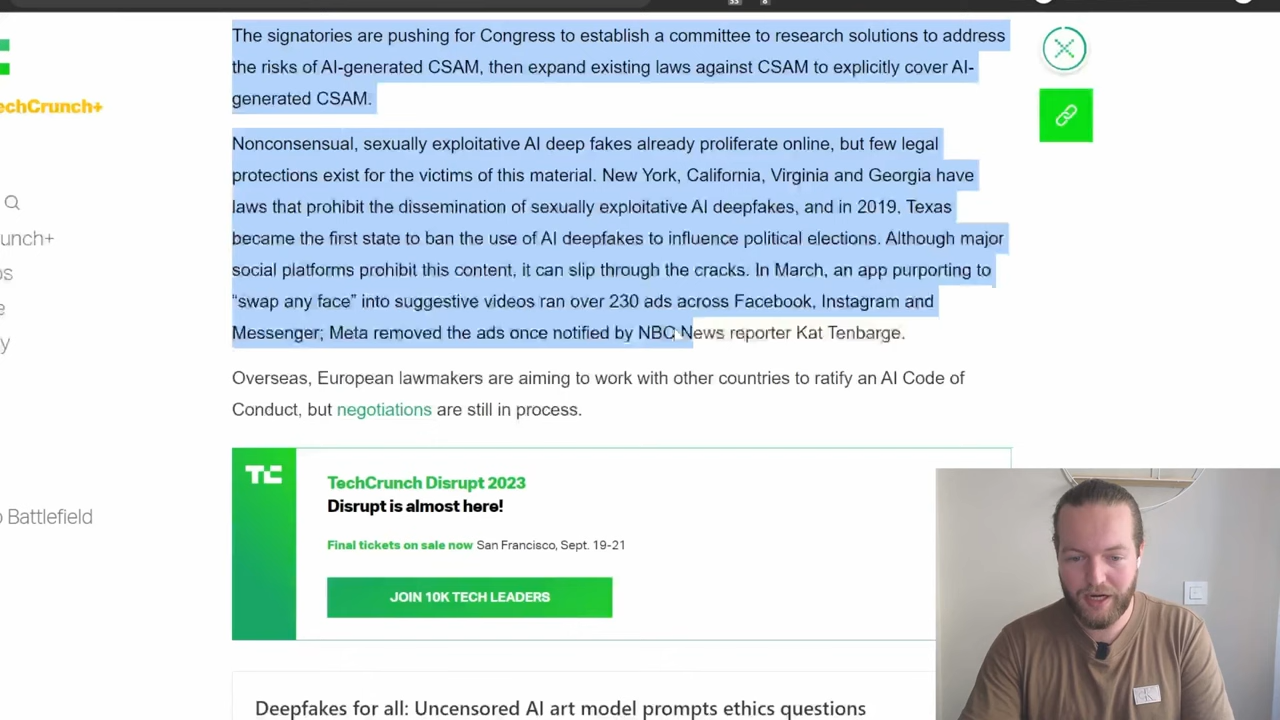 The signatories are pushing for Congress to establish a committee to research solutions to address
the risks of AI-generated CSAM, then expand existing laws against CSAM to explicitly cover AI-
generated CSAM.
echCrunch+
Nonconsensual, sexually exploitative AI deep fakes already proliferate online, but few legal
protections exist for the victims of this material. New York, California, Virginia and Georgia have
laws that prohibit the dissemination of sexually exploitative AI deepfakes, and in 2019, Texas
became the first state to ban the use of AI deepfakes to influence political elections. Although major
social platforms prohibit this content, it can slip through the cracks. In March, an app purporting to
“swap any face” into suggestive videos ran over 230 ads across Facebook, Instagram and
Messenger; Meta removed the ads once notified by NBC News reporter Kat Tenbarge.
unch+
os
e
y
Overseas, European lawmakers are aiming to work with other countries to ratify an AI Code of
Conduct, but negotiations are still in process.
TC
TechCrunch Disrupt 2023
Disrupt is almost here!
o Battlefield
Final tickets on sale now San Francisco, Sept. 19-21
JOIN 10K TECH LEADERS
Deepfakes for all: Uncensored AI art model prompts ethics questions